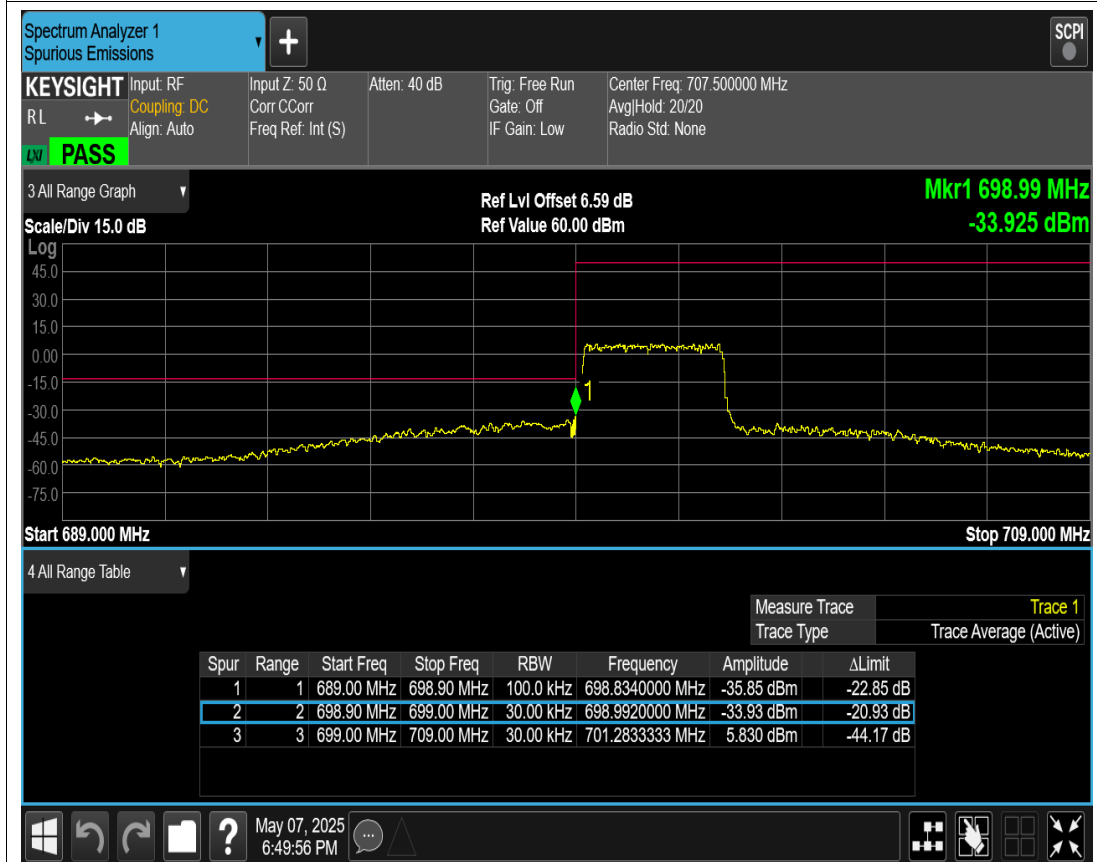 Spectrum Analyzer 1
Spurious Emissions
▼
+
SCPI
KEYSIGHT Input: RF Input Z: 50 Ω Atten: 40 dB Trig: Free Run Center Freq: 707.500000 MHz
RL Coupling: DC Corr CCorr Gate: Off Avg|Hold: 20/20
Align: Auto Freq Ref: Int (S) IF Gain: Low Radio Std: None
LXI PASS
3 All Range Graph ▼ Ref Lvl Offset 6.59 dB Mkr1 698.99 MHz
Scale/Div 15.0 dB Ref Value 60.00 dBm -33.925 dBm
Log
45.0
30.0
15.0
0.00
-15.0
1
-30.0
-45.0
-60.0
-75.0
Start 689.000 MHz Stop 709.000 MHz
4 All Range Table ▼
Measure Trace Trace 1
Trace Type Trace Average (Active)
Spur Range Start Freq Stop Freq RBW Frequency Amplitude ΔLimit
1 1 689.00 MHz 698.90 MHz 100.0 kHz 698.8340000 MHz -35.85 dBm -22.85 dB
2 2 698.90 MHz 699.00 MHz 30.00 kHz 698.9920000 MHz -33.93 dBm -20.93 dB
3 3 699.00 MHz 709.00 MHz 30.00 kHz 701.2833333 MHz 5.830 dBm -44.17 dB
? May 07, 2025
6:49:56 PM